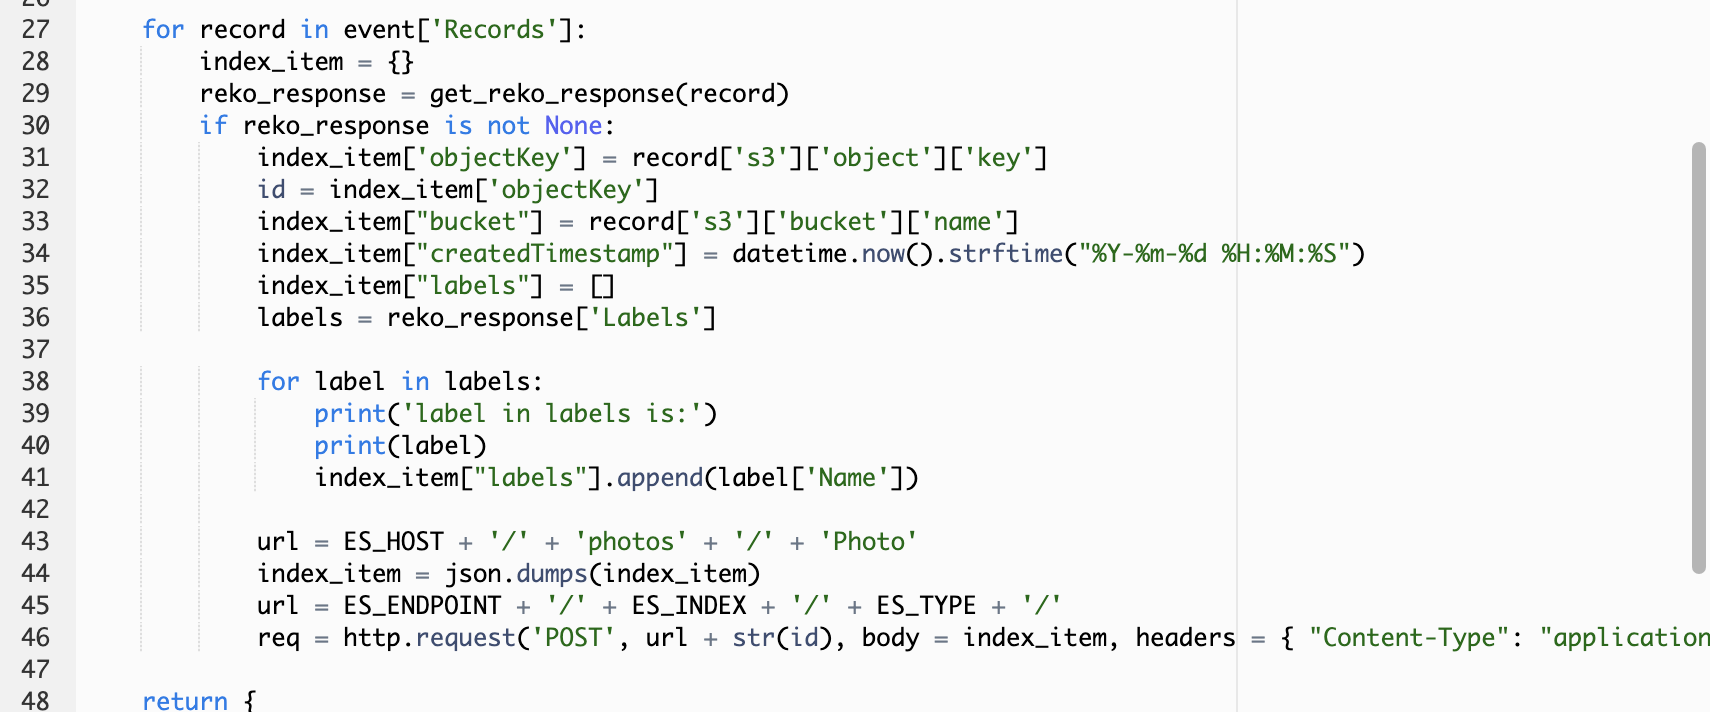 27 for record in event['Records']:
28 index_item = {}
29 reko_response = get_reko_response(record)
30 if reko_response is not None:
31 index_item['objectKey'] = record['s3']['object']['key']
32 id = index_item['objectKey']
33 index_item["bucket"] = record['s3']['bucket']['name']
34 index_item["createdTimestamp"] = datetime.now().strftime("%Y-%m-%d %H:%M:%S")
35 index_item["labels"] = []
36 labels = reko_response['Labels']
37
38 for label in labels:
39 print('label in labels is:')
40 print(label)
41 index_item["labels"].append(label['Name'])
42
43 url = ES_HOST + '/' + 'photos' + '/' + 'Photo'
44 index_item = json.dumps(index_item)
45 url = ES_ENDPOINT + '/' + ES_INDEX + '/' + ES_TYPE + '/'
46 req = http.request('POST', url + str(id), body = index_item, headers = { "Content-Type": "application
47
48 return {